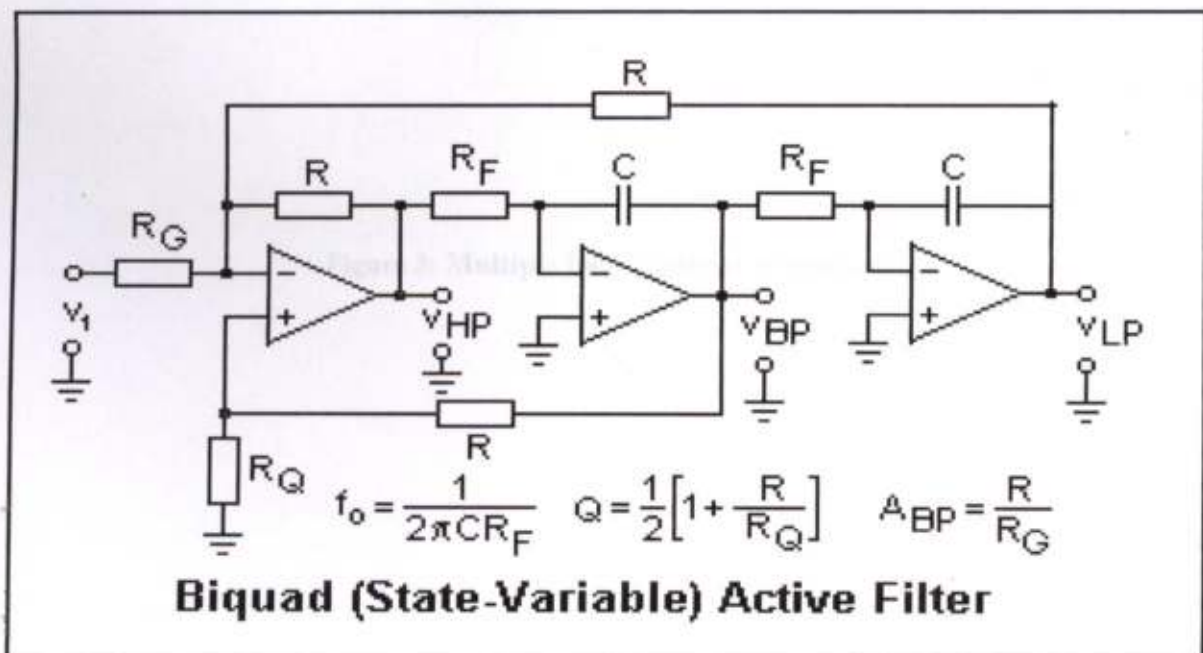 R
R
R_F
C
R_F
C
R_G
v_1
-
+
v_HP
-
+
v_BP
-
+
v_LP
R
R_Q
f_o = 1/(2πCR_F) Q = 1/2[1 + R/R_Q] A_BP = R/R_G
Biquad (State-Variable) Active Filter